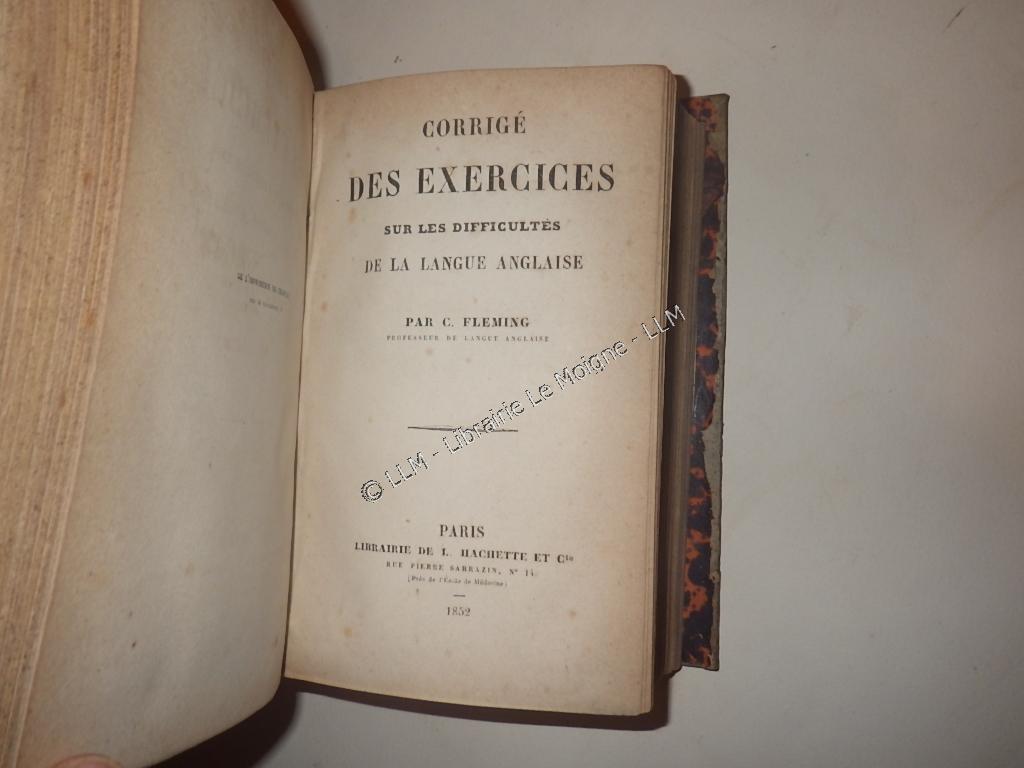 CORRIGÉ
DES EXERCICES
SUR LES DIFFICULTÉS
DE LA LANGUE ANGLAISE
PAR C. FLEMING
PROFESSEUR DE LANGUE ANGLAISE
© LLM - Librairie Le Moigne - LLM
PARIS
LIBRAIRIE DE L. HACHETTE ET Cie
RUE PIERRE SARRAZIN, N° 14
(Près de l'École de Médecine)
1852